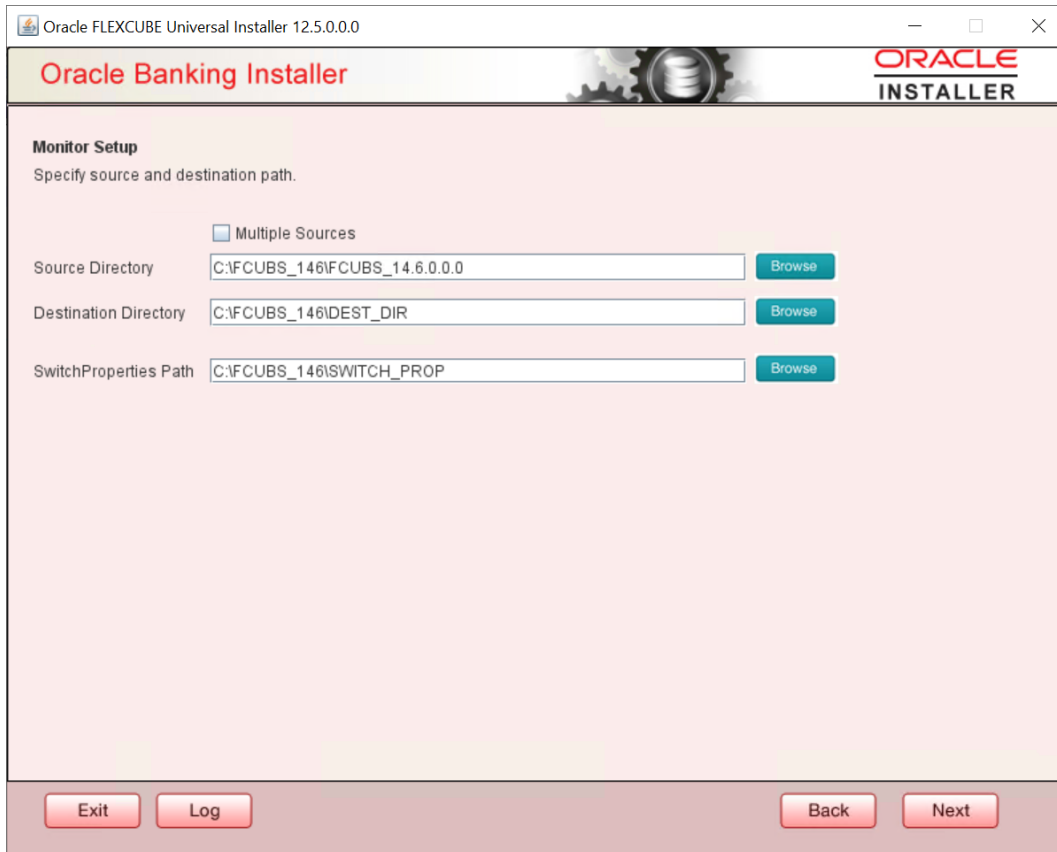 Oracle FLEXCUBE Universal Installer 12.5.0.0.0
Oracle Banking Installer
ORACLE
INSTALLER
Monitor Setup
Specify source and destination path.
Multiple Sources
Source Directory C:\FCUBS_146\FCUBS_14.6.0.0.0 Browse
Destination Directory C:\FCUBS_146\DEST_DIR Browse
SwitchProperties Path C:\FCUBS_146\SWITCH_PROP Browse
Exit Log Back Next